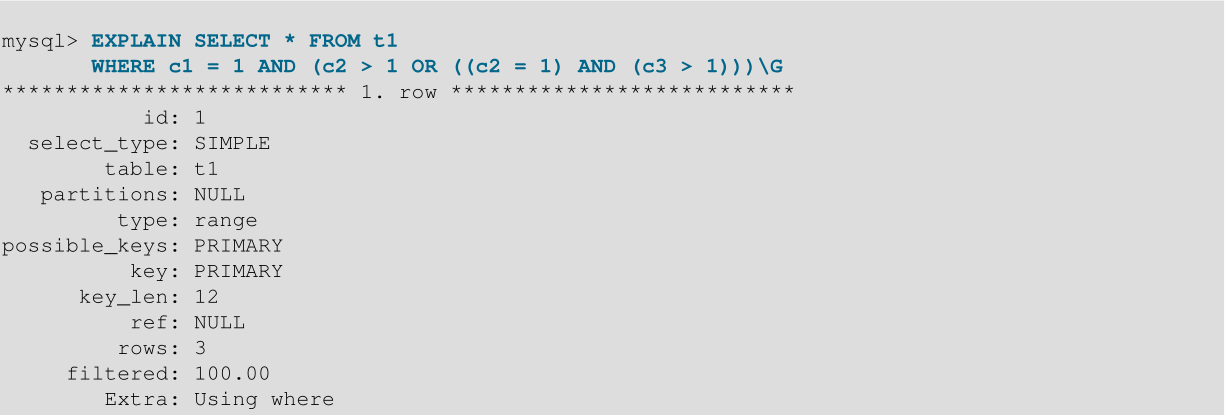 mysql> EXPLAIN SELECT * FROM t1
       WHERE c1 = 1 AND (c2 > 1 OR ((c2 = 1) AND (c3 > 1)))\G
*************************** 1. row ***************************
           id: 1
  select_type: SIMPLE
        table: t1
   partitions: NULL
         type: range
possible_keys: PRIMARY
          key: PRIMARY
      key_len: 12
          ref: NULL
         rows: 3
     filtered: 100.00
        Extra: Using where